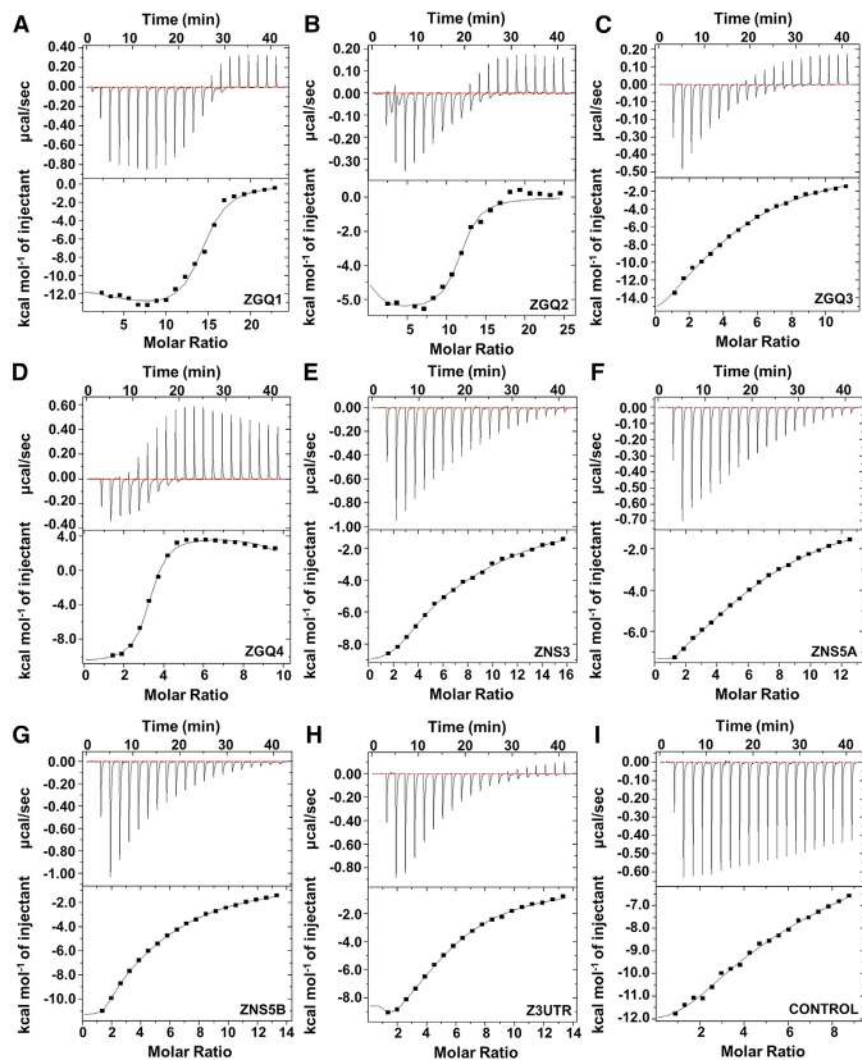 A
Time (min)
0 10 20 30 40
0.40
0.20
0.00
-0.20
-0.40
-0.60
-0.80
µcal/sec
0.0
-2.0
-4.0
-6.0
-8.0
-10.0
-12.0
kcal mol-1 of injectant
ZGQ1
5 10 15 20
Molar Ratio
B
Time (min)
0 10 20 30 40
0.20
0.10
0.00
-0.10
-0.20
-0.30
µcal/sec
0.0
-2.0
-4.0
-5.0
kcal mol-1 of injectant
ZGQ2
0 5 10 15 20 25
Molar Ratio
C
Time (min)
0 10 20 30 40
0.20
0.10
0.00
-0.10
-0.20
-0.30
-0.50
µcal/sec
-2.0
-4.0
-6.0
-8.0
-10.0
-12.0
-14.0
kcal mol-1 of injectant
ZGQ3
0 2 4 6 8 10
Molar Ratio
D
Time (min)
0 10 20 30 40
0.60
0.40
0.20
0.00
-0.20
-0.40
µcal/sec
4.0
0.0
-4.0
-8.0
kcal mol-1 of injectant
ZGQ4
0 2 4 6 8 10
Molar Ratio
E
Time (min)
0 10 20 30 40
0.00
-0.20
-0.40
-0.60
-0.80
-1.00
µcal/sec
-2.0
-4.0
-6.0
-8.0
kcal mol-1 of injectant
ZNS3
0 2 4 6 8 10 12 14 16
Molar Ratio
F
Time (min)
0 10 20 30 40
0.00
-0.10
-0.20
-0.30
-0.40
-0.50
-0.60
-0.70
µcal/sec
-2.0
-4.0
-6.0
kcal mol-1 of injectant
ZNS5A
0 2 4 6 8 10 12
Molar Ratio
G
Time (min)
0 10 20 30 40
0.00
-0.20
-0.40
-0.60
-0.80
-1.00
µcal/sec
-2.0
-4.0
-6.0
-8.0
-10.0
kcal mol-1 of injectant
ZNS5B
0 2 4 6 8 10 12 14
Molar Ratio
H
Time (min)
0 10 20 30 40
0.00
-0.20
-0.40
-0.60
-0.80
µcal/sec
-2.0
-4.0
-6.0
-8.0
kcal mol-1 of injectant
Z3UTR
0 2 4 6 8 10 12 14
Molar Ratio
I
Time (min)
0 10 20 30 40
0.00
-0.10
-0.20
-0.30
-0.40
-0.50
-0.60
µcal/sec
-7.0
-8.0
-9.0
-10.0
-11.0
-12.0
kcal mol-1 of injectant
CONTROL
2 4 6 8
Molar Ratio